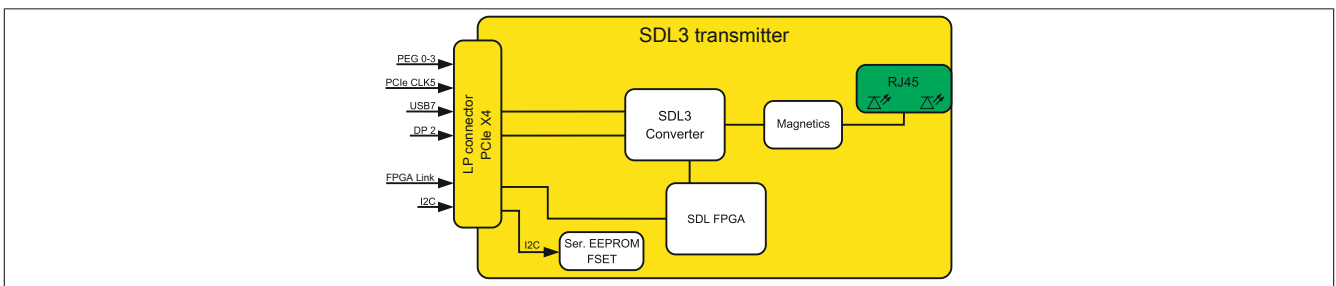 SDL3 transmitter
PEG 0-3
PCIe CLK5
USB7
DP 2
FPGA Link
I2C
LP connector
PCIe X4
SDL3
Converter
Magnetics
RJ45
SDL FPGA
I2C
Ser. EEPROM
FSET